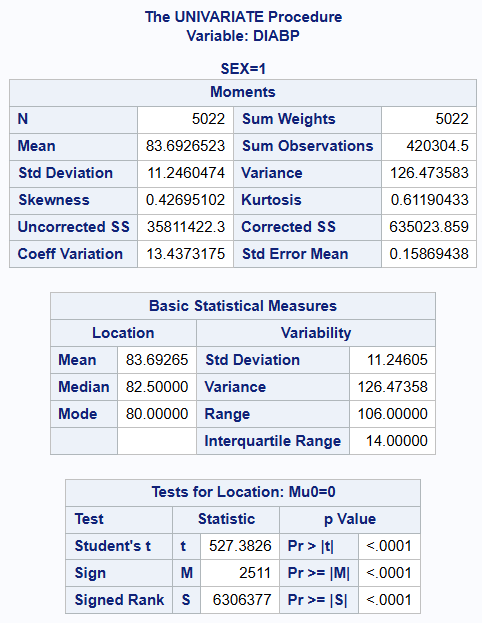 The UNIVARIATE Procedure
Variable: DIABP
SEX=1
Moments
N 5022 Sum Weights 5022
Mean 83.6926523 Sum Observations 420304.5
Std Deviation 11.2460474 Variance 126.473583
Skewness 0.42695102 Kurtosis 0.61190433
Uncorrected SS 35811422.3 Corrected SS 635023.859
Coeff Variation 13.4373175 Std Error Mean 0.15869438
Basic Statistical Measures
Location Variability
Mean 83.69265 Std Deviation 11.24605
Median 82.50000 Variance 126.47358
Mode 80.00000 Range 106.00000
Interquartile Range 14.00000
Tests for Location: Mu0=0
Test Statistic p Value
Student's t t 527.3826 Pr > |t| <.0001
Sign M 2511 Pr >= |M| <.0001
Signed Rank S 6306377 Pr >= |S| <.0001